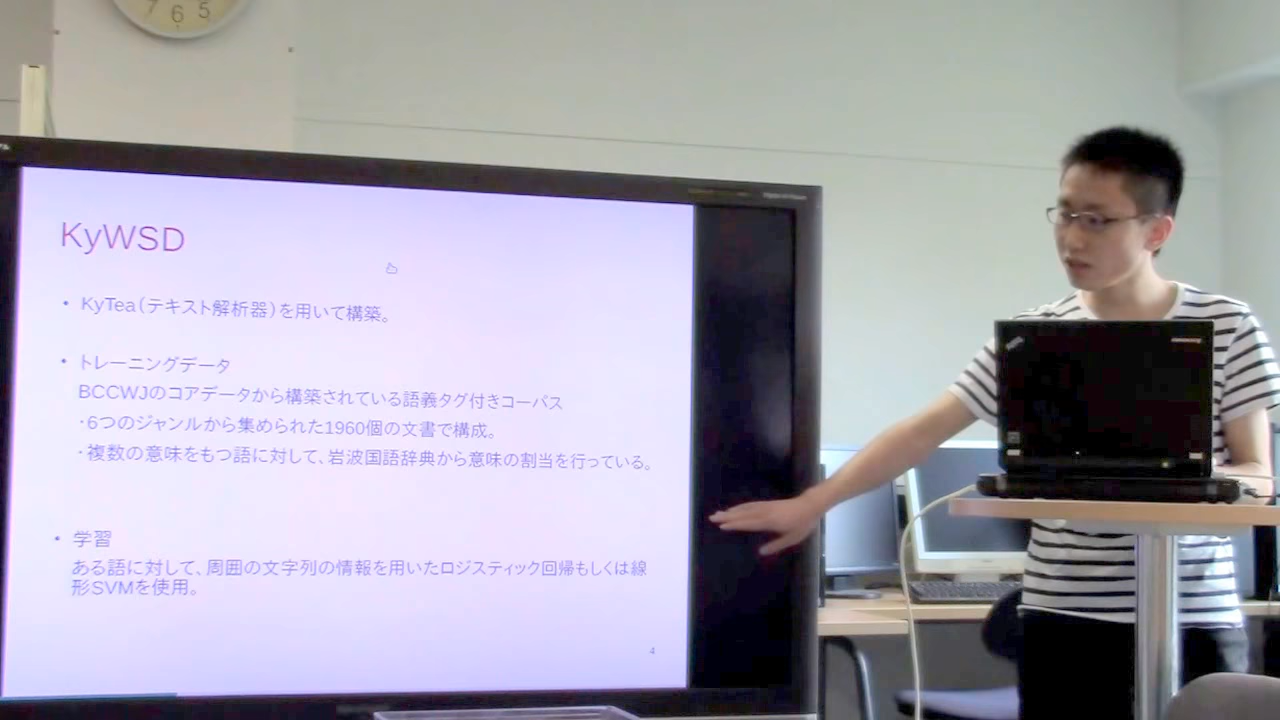 7 6 5
KyWSD
• KyTea(テキスト解析器)を用いて構築。
• トレーニングデータ
BCCWJのコアデータから構築されている語義タグ付きコーパス
・6つのジャンルから集められた1960個の文書で構成。
・複数の意味をもつ語に対して、岩波国語辞典から意味の割当を行っている。
• 学習
ある語に対して、周囲の文字列の情報を用いたロジスティック回帰もしくは線
形SVMを使用。
4